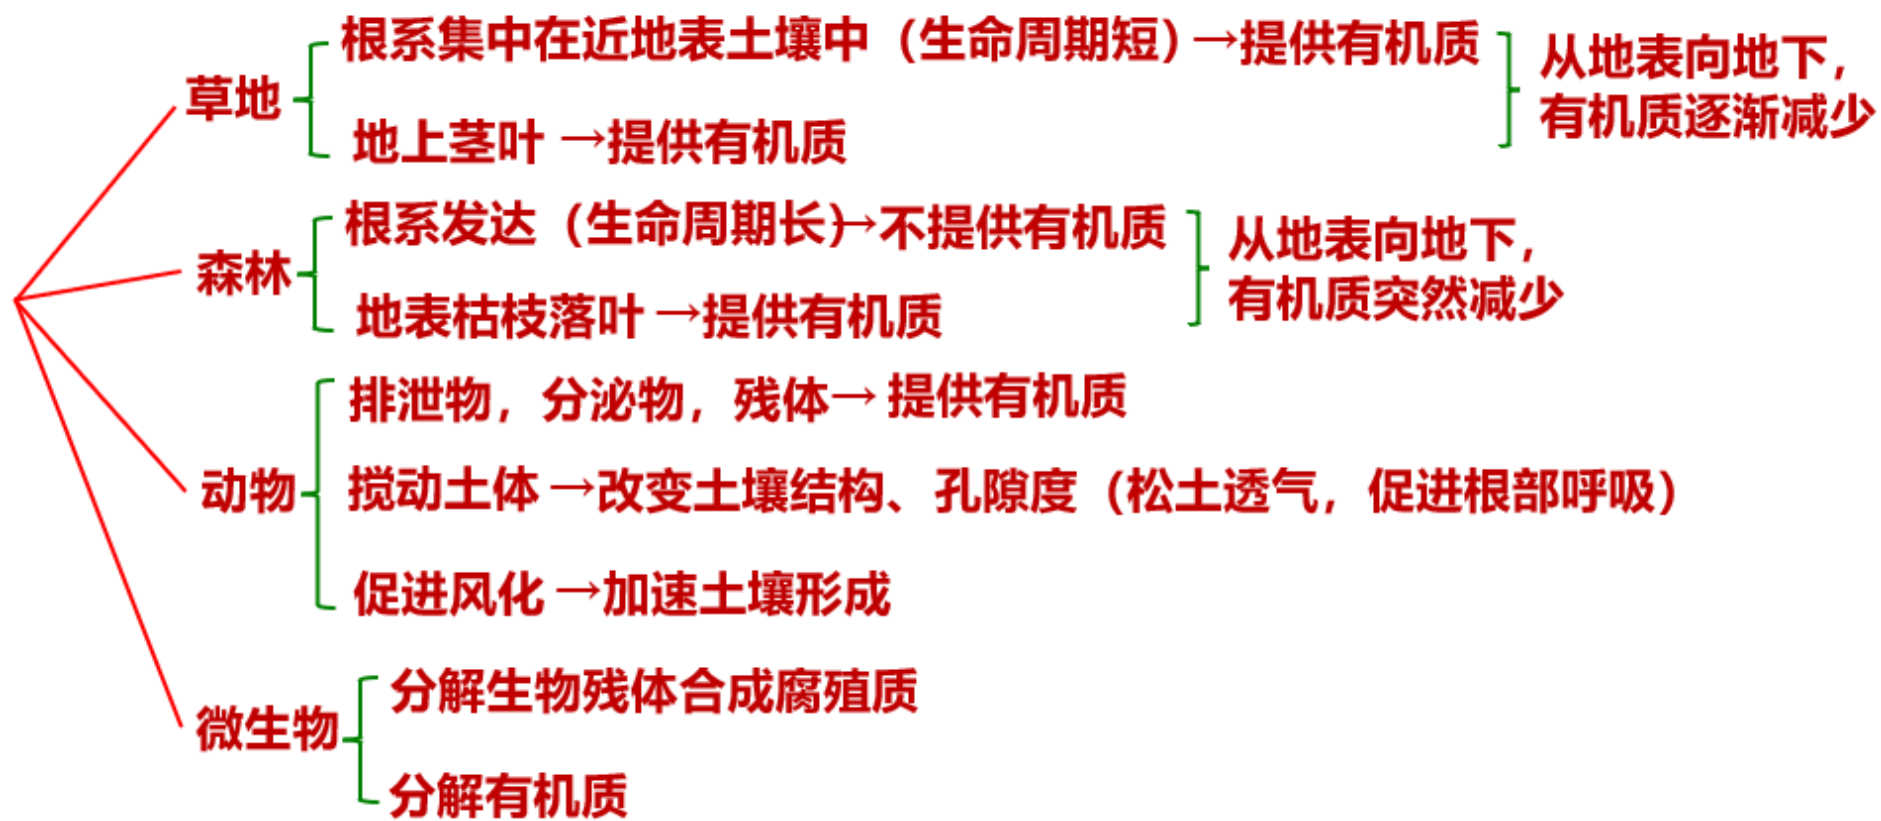 草地
根系集中在近地表土壤中（生命周期短）→提供有机质
地上茎叶 →提供有机质
从地表向地下，
有机质逐渐减少
森林
根系发达（生命周期长）→不提供有机质
地表枯枝落叶 →提供有机质
从地表向地下，
有机质突然减少
动物
排泄物，分泌物，残体→ 提供有机质
搅动土体 →改变土壤结构、孔隙度（松土透气，促进根部呼吸）
促进风化 →加速土壤形成
微生物
分解生物残体合成腐殖质
分解有机质